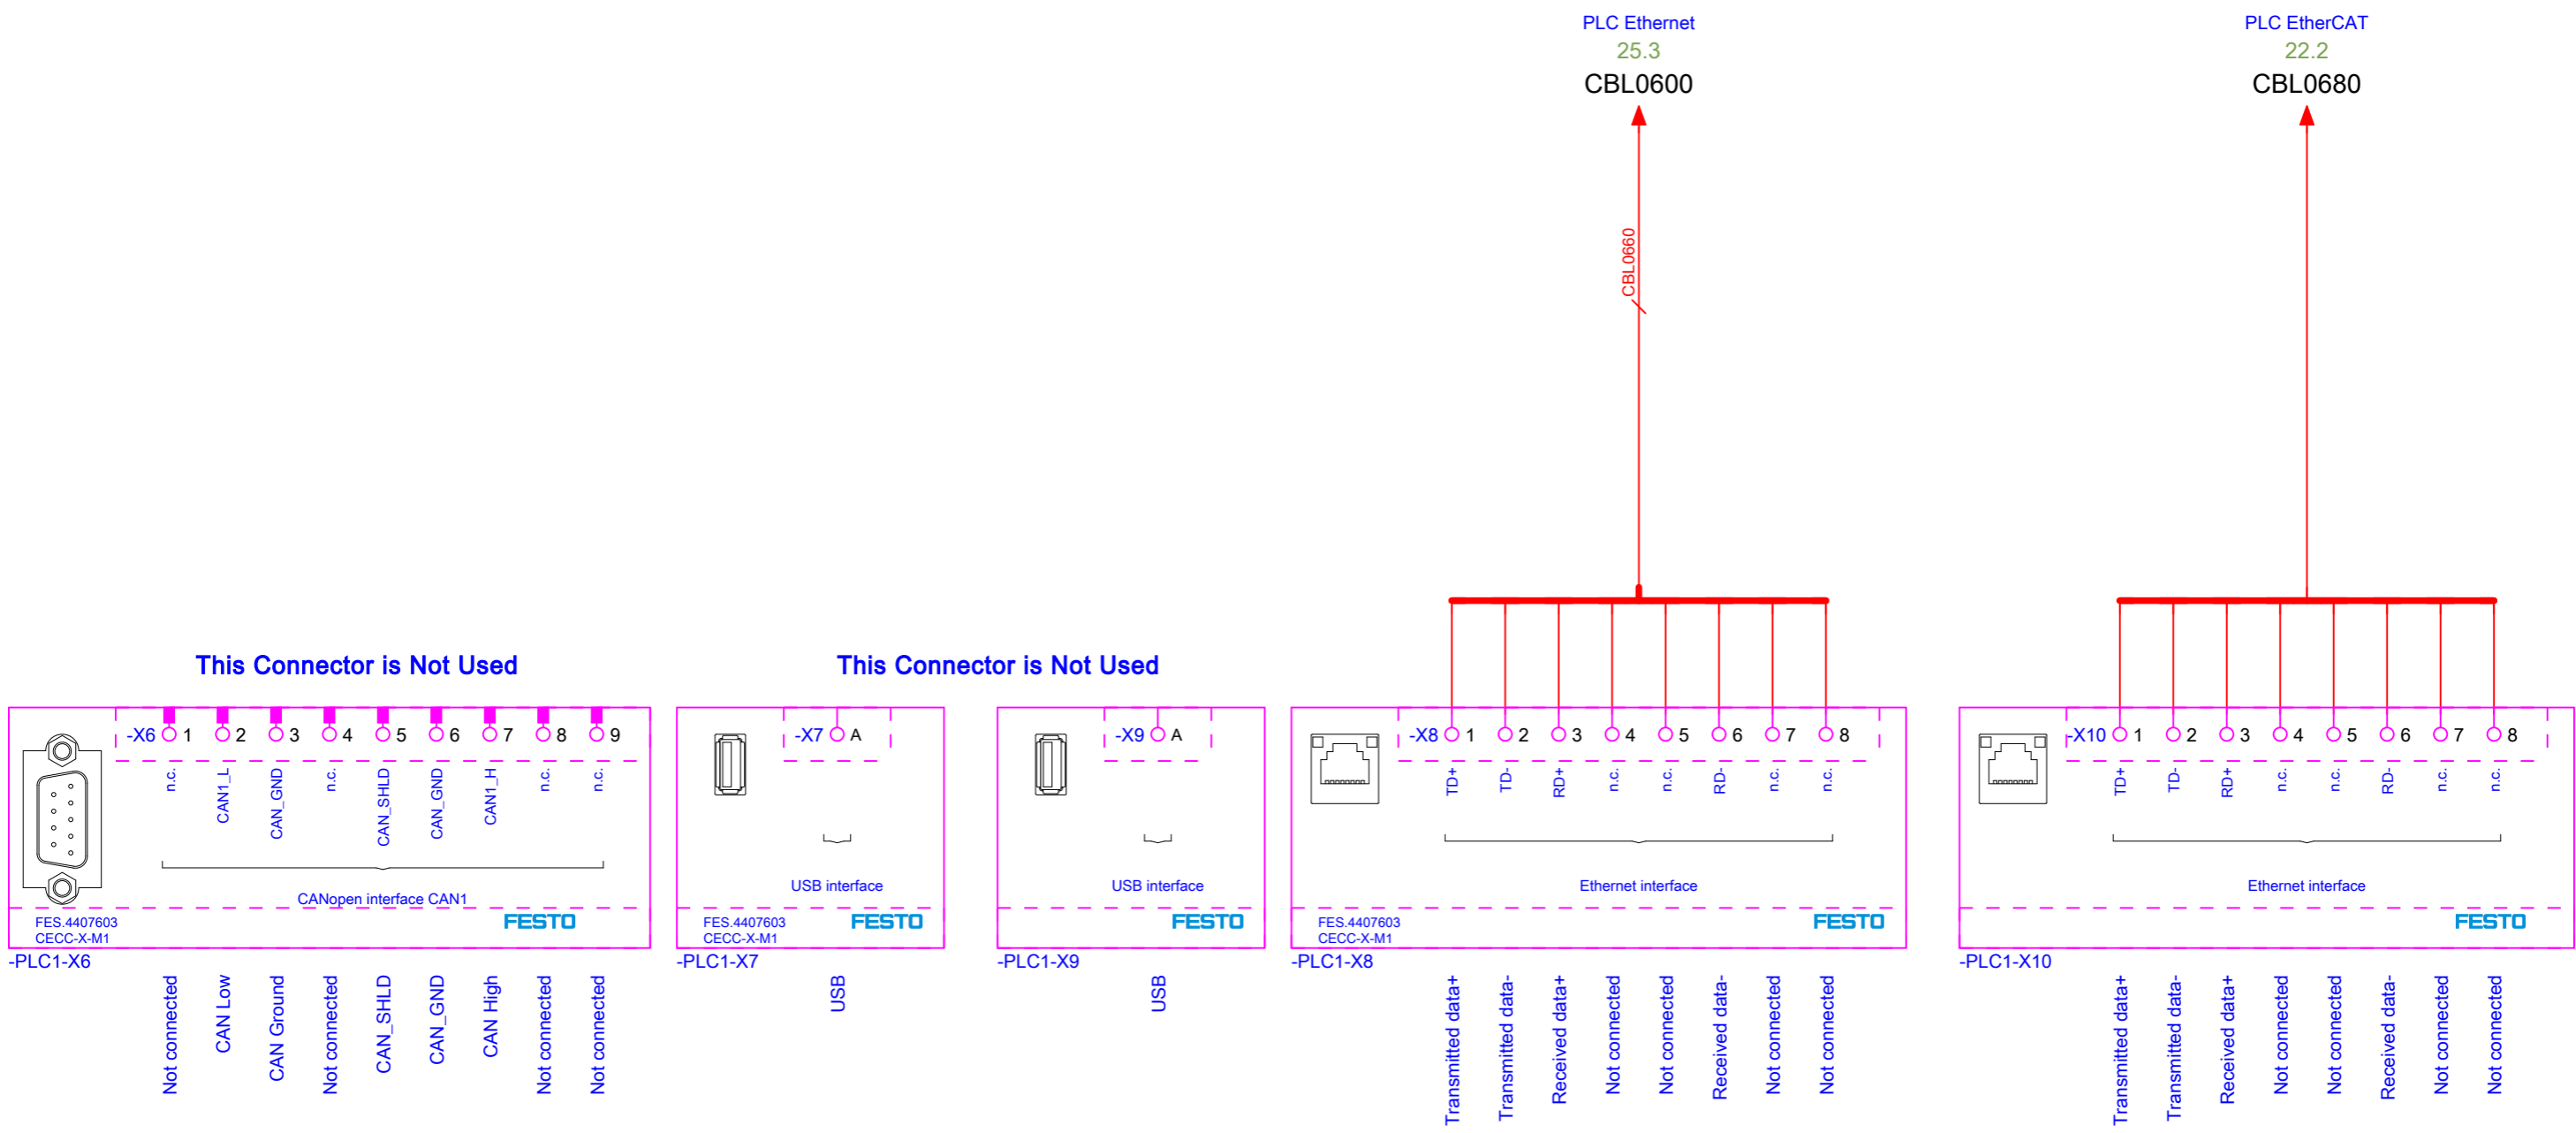 PLC Ethernet
25.3
CBL0600
PLC EtherCAT
22.2
CBL0680
CBL0660
This Connector is Not Used
This Connector is Not Used
-X6 1 2 3 4 5 6 7 8 9
n.c. CAN1_L CAN_GND n.c. CAN_SHLD CAN_GND CAN1_H n.c. n.c.
CANopen interface CAN1
FES.4407603
CECC-X-M1
FESTO
-PLC1-X6
Not connected
CAN Low
CAN Ground
Not connected
CAN_SHLD
CAN_GND
CAN High
Not connected
Not connected
-X7 A
USB interface
FES.4407603
CECC-X-M1
FESTO
-PLC1-X7
USB
-X9 A
USB interface
FESTO
-PLC1-X9
USB
-X8 1 2 3 4 5 6 7 8
TD+ TD- RD+ n.c. n.c. RD- n.c. n.c.
Ethernet interface
FES.4407603
CECC-X-M1
FESTO
-PLC1-X8
Transmitted data+
Transmitted data-
Received data+
Not connected
Not connected
Received data-
Not connected
Not connected
-X10 1 2 3 4 5 6 7 8
TD+ TD- RD+ n.c. n.c. RD- n.c. n.c.
Ethernet interface
FESTO
-PLC1-X10
Transmitted data+
Transmitted data-
Received data+
Not connected
Not connected
Received data-
Not connected
Not connected